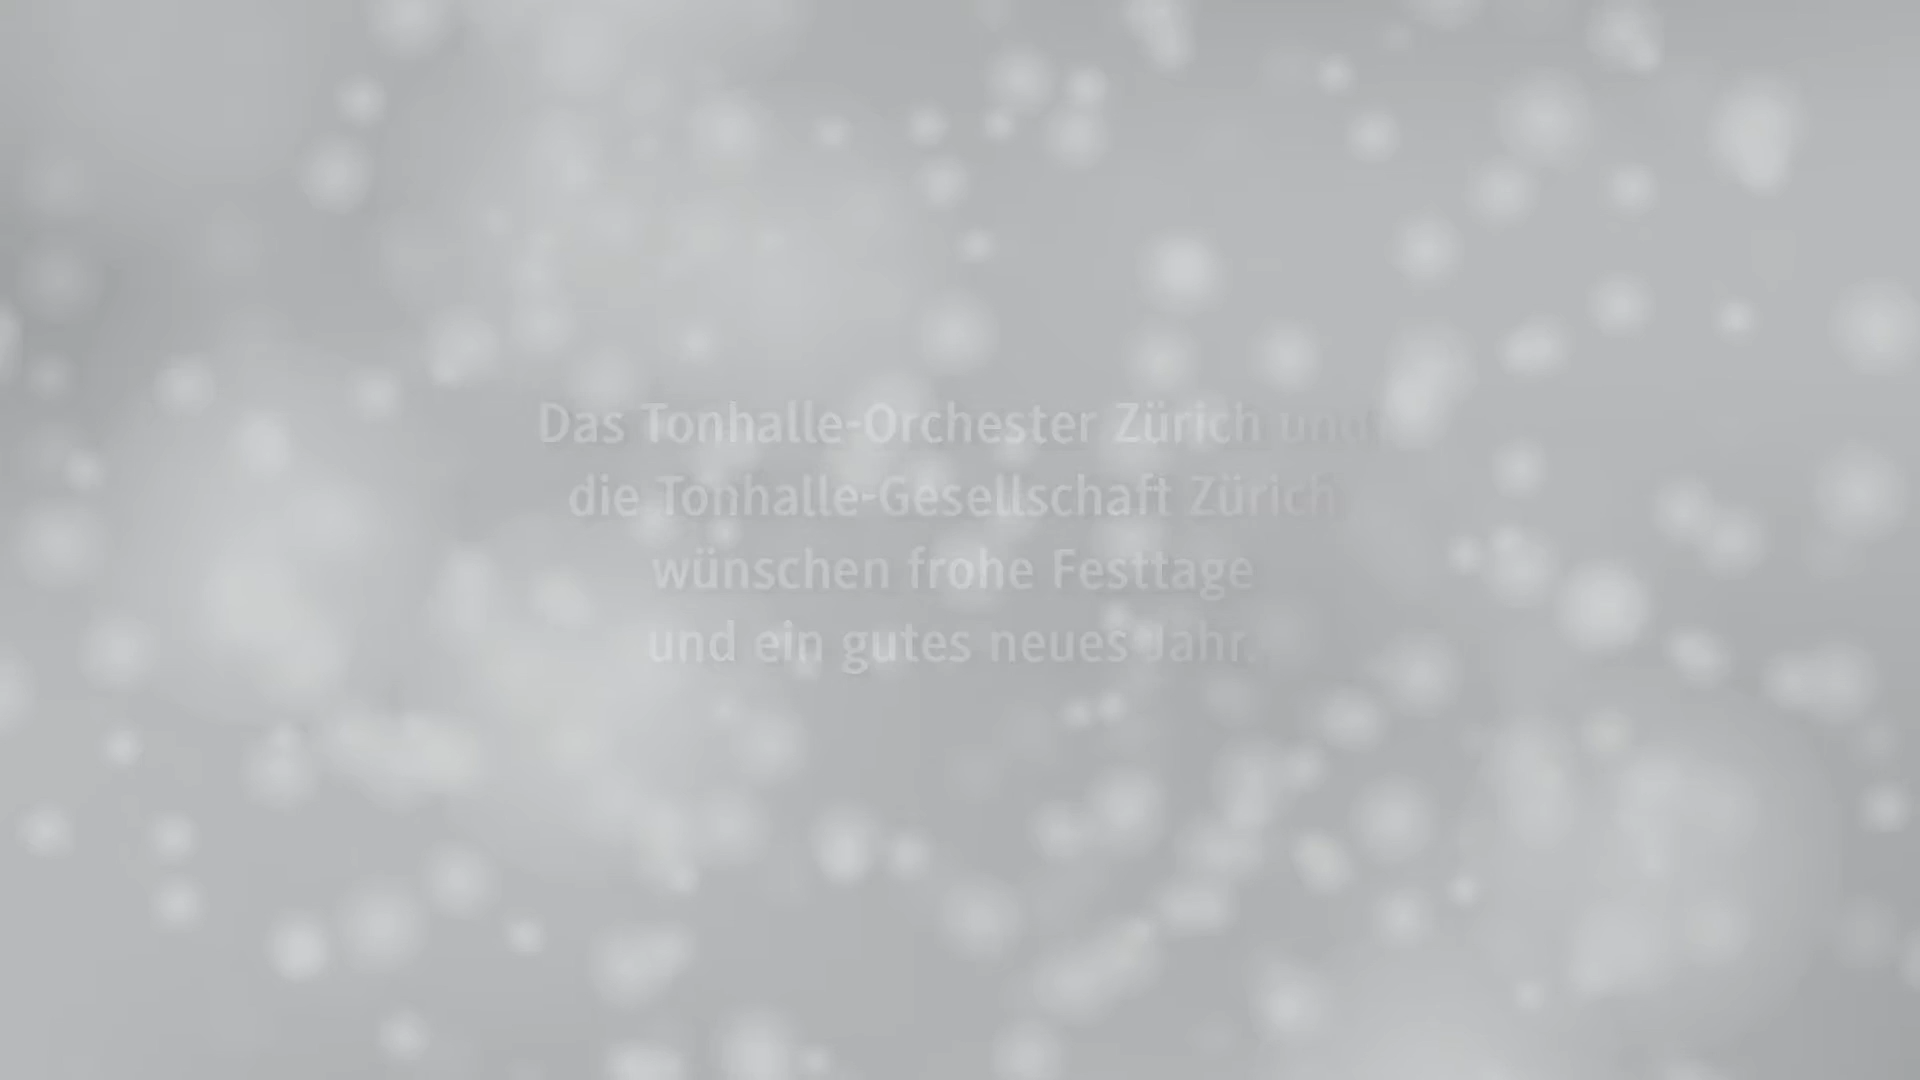 Das Tonhalle-Orchester Zürich und
die Tonhalle-Gesellschaft Zürich
wünschen frohe Festtage
und ein gutes neues Jahr.